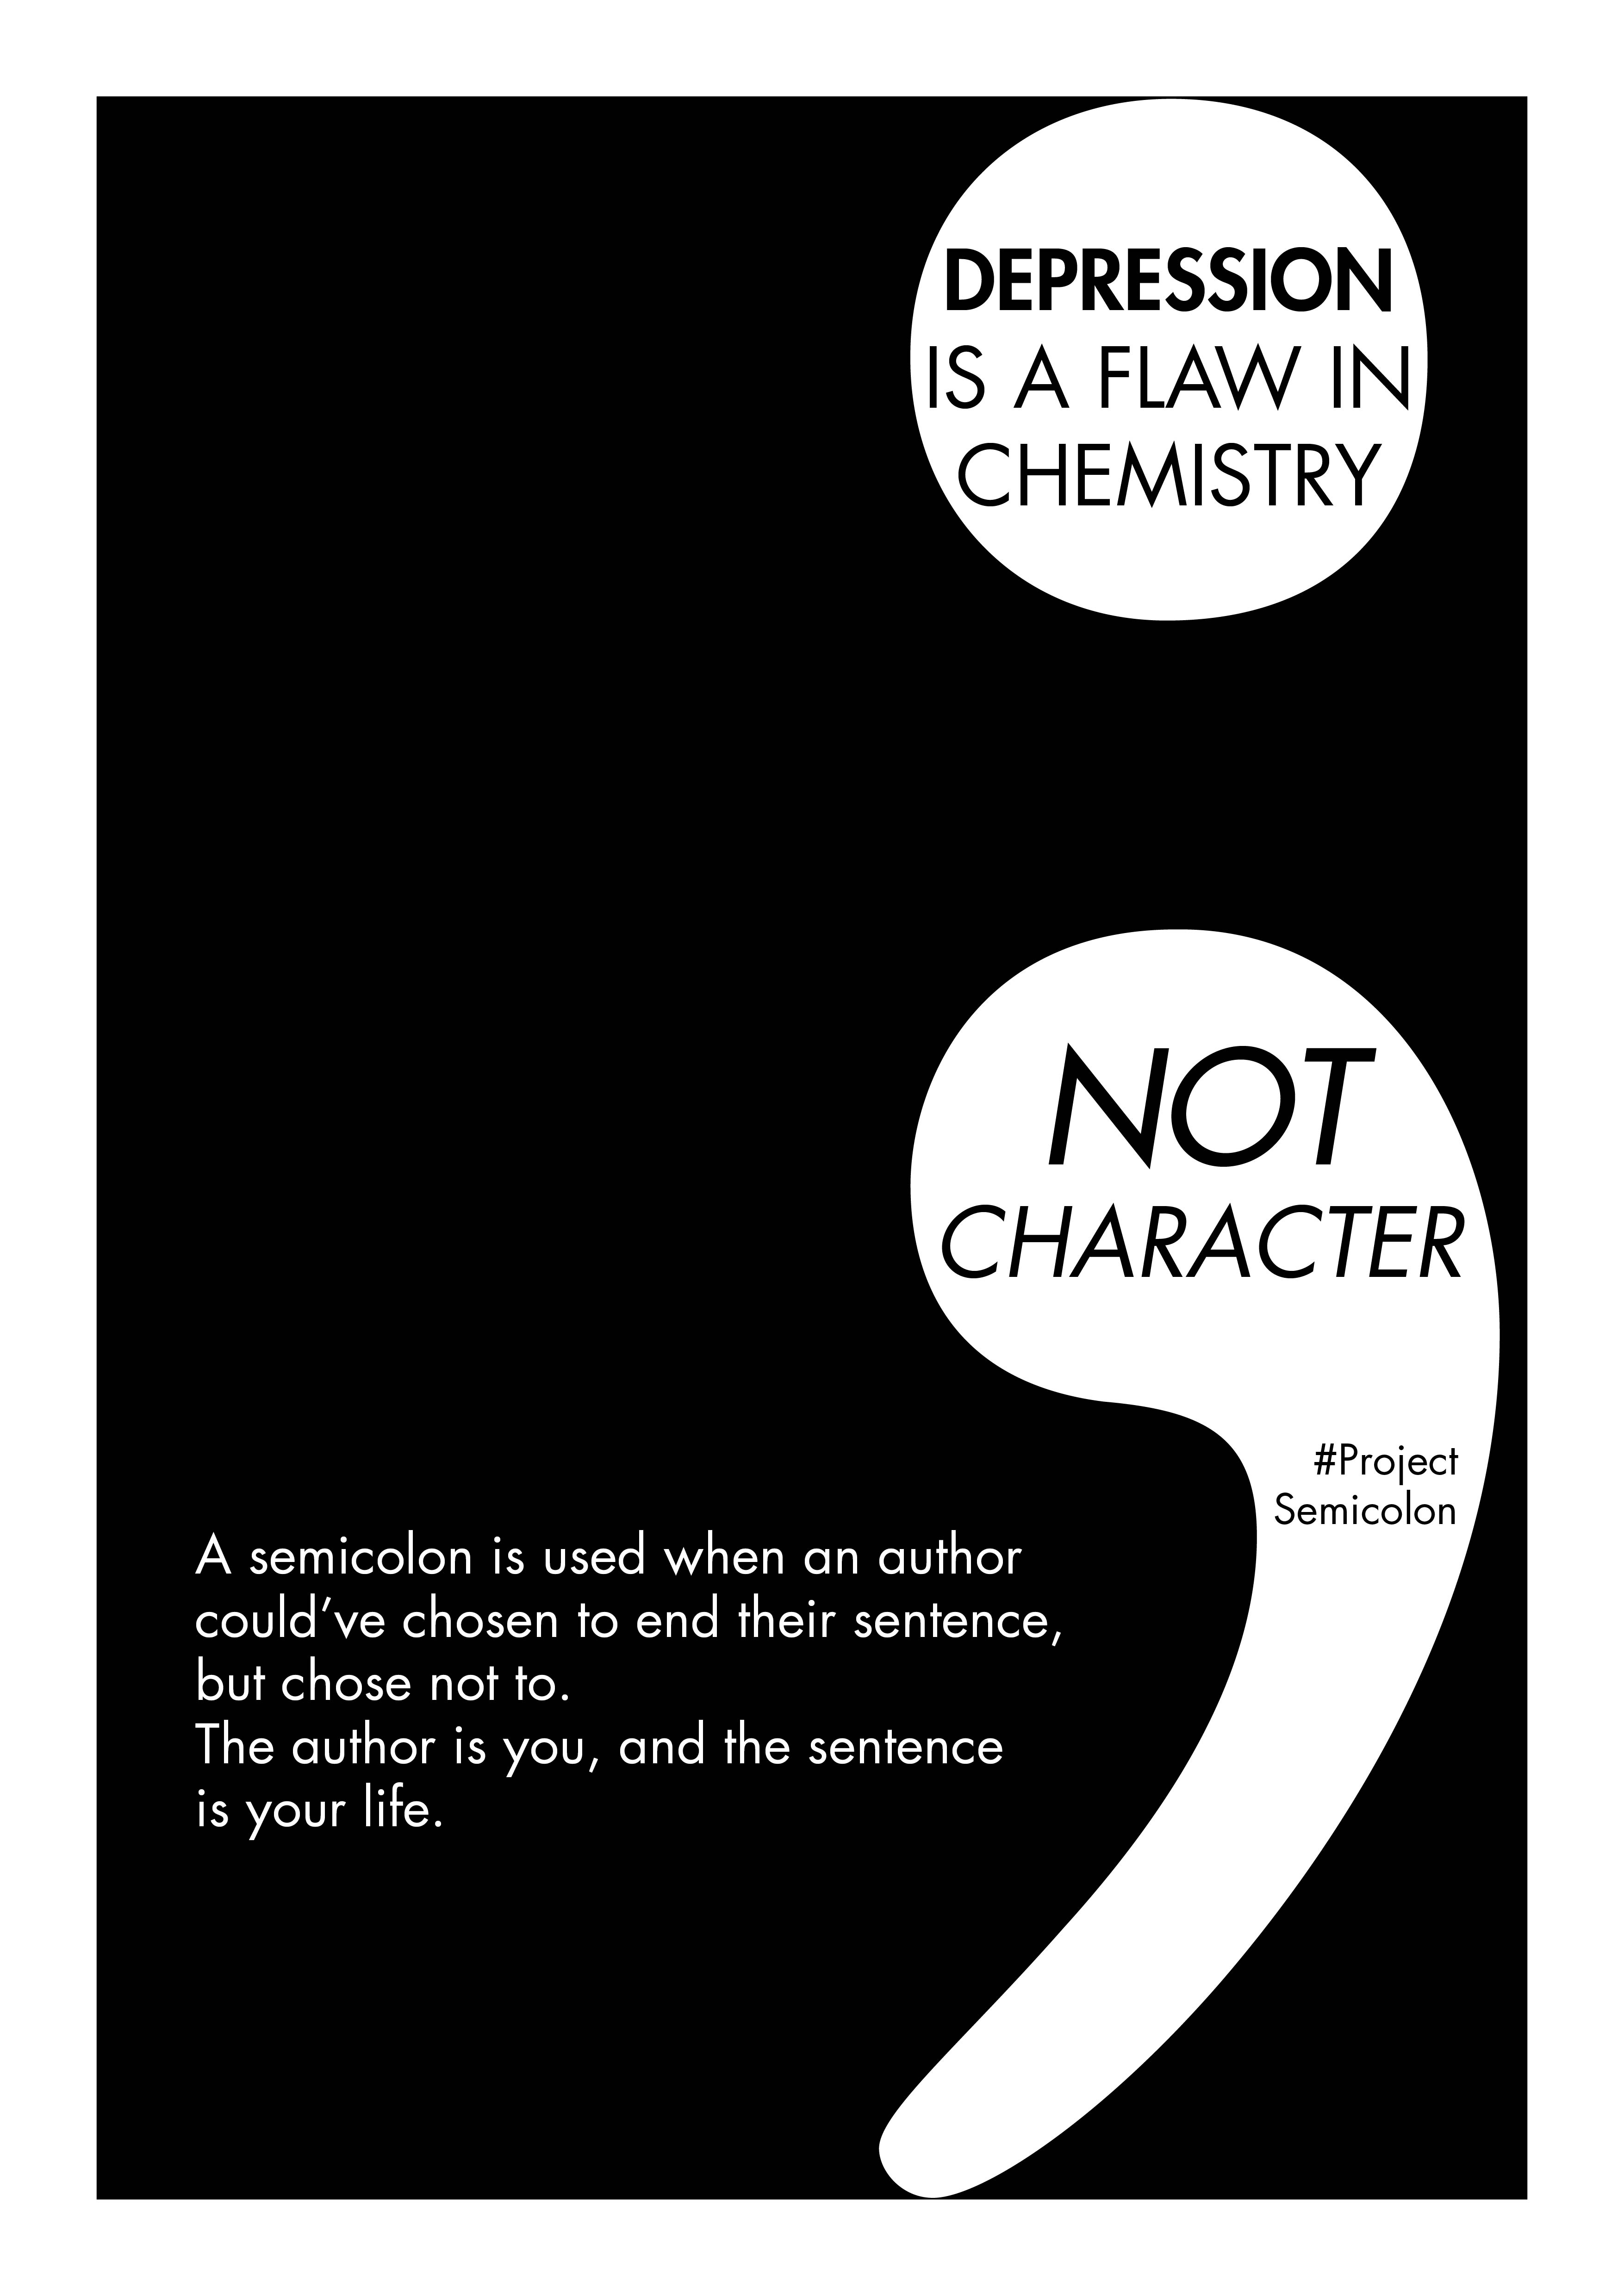 DEPRESSION
IS A FLAW IN
CHEMISTRY
NOT
CHARACTER
#Project
Semicolon
A semicolon is used when an author
could've chosen to end their sentence,
but chose not to.
The author is you, and the sentence
is your life.